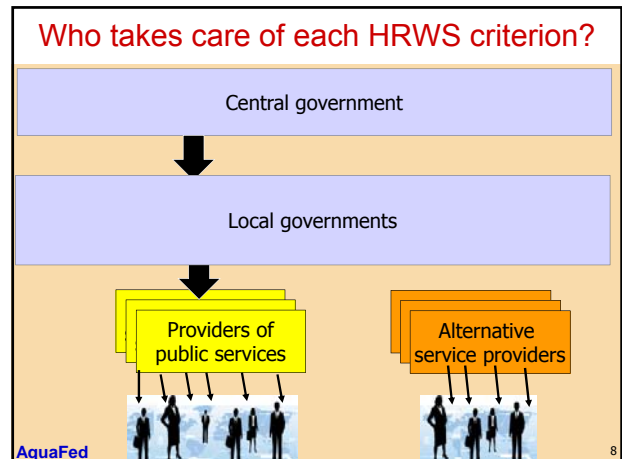 Who takes care of each HRWS criterion?
Central government
Local governments
Providers of
public services
Alternative
service providers
AquaFed
8